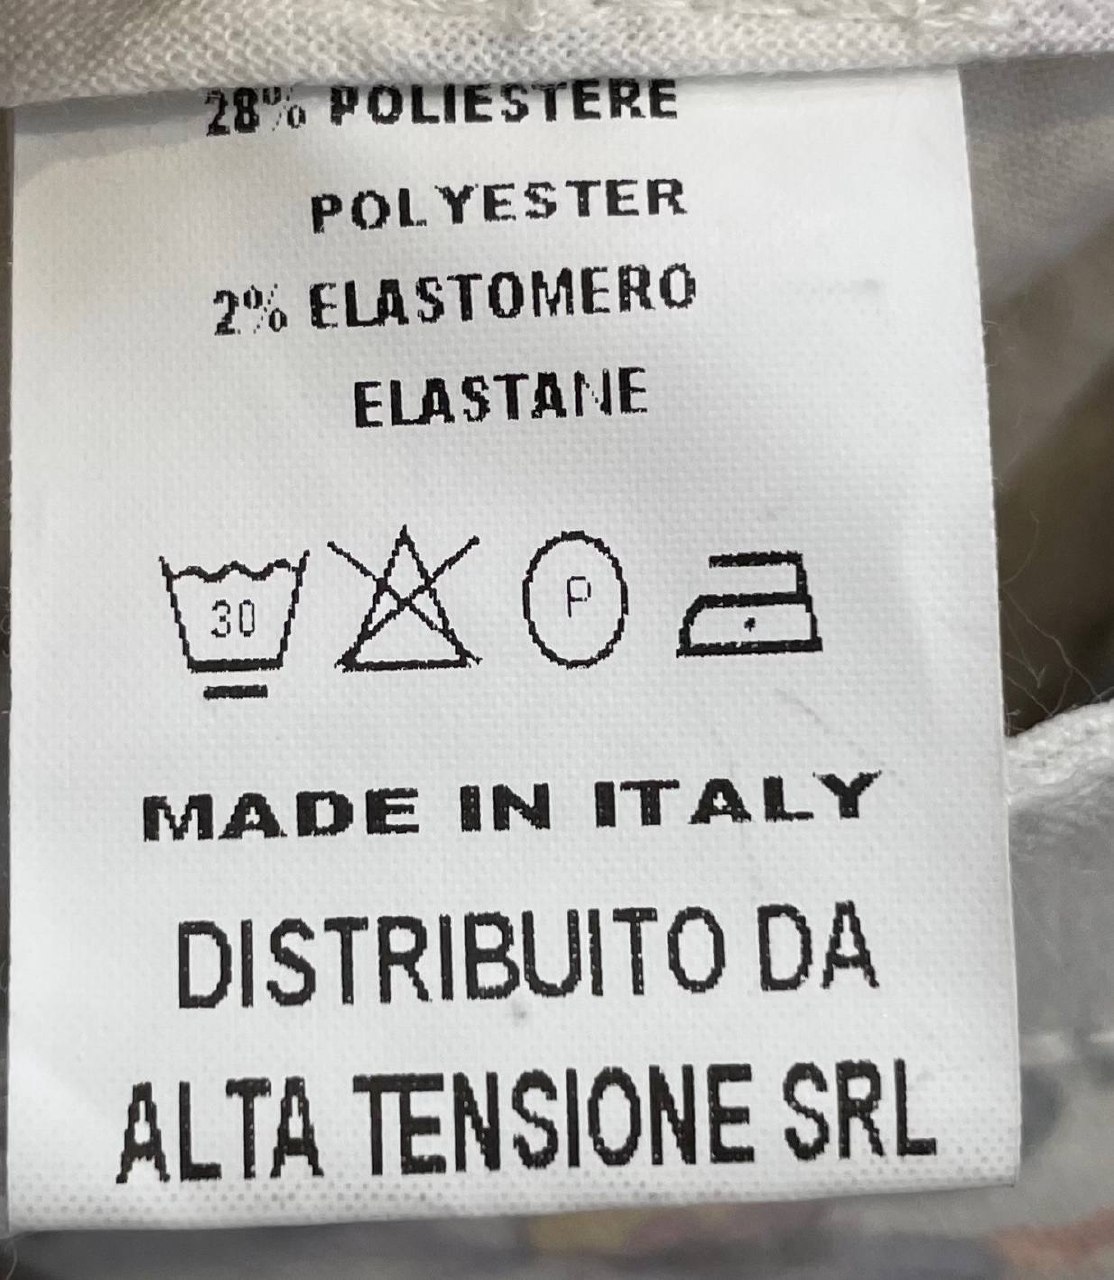 28% POLIESTERE
POLYESTER
2% ELASTOMERO
ELASTANE
30 P
MADE IN ITALY
DISTRIBUITO DA
ALTA TENSIONE SRL